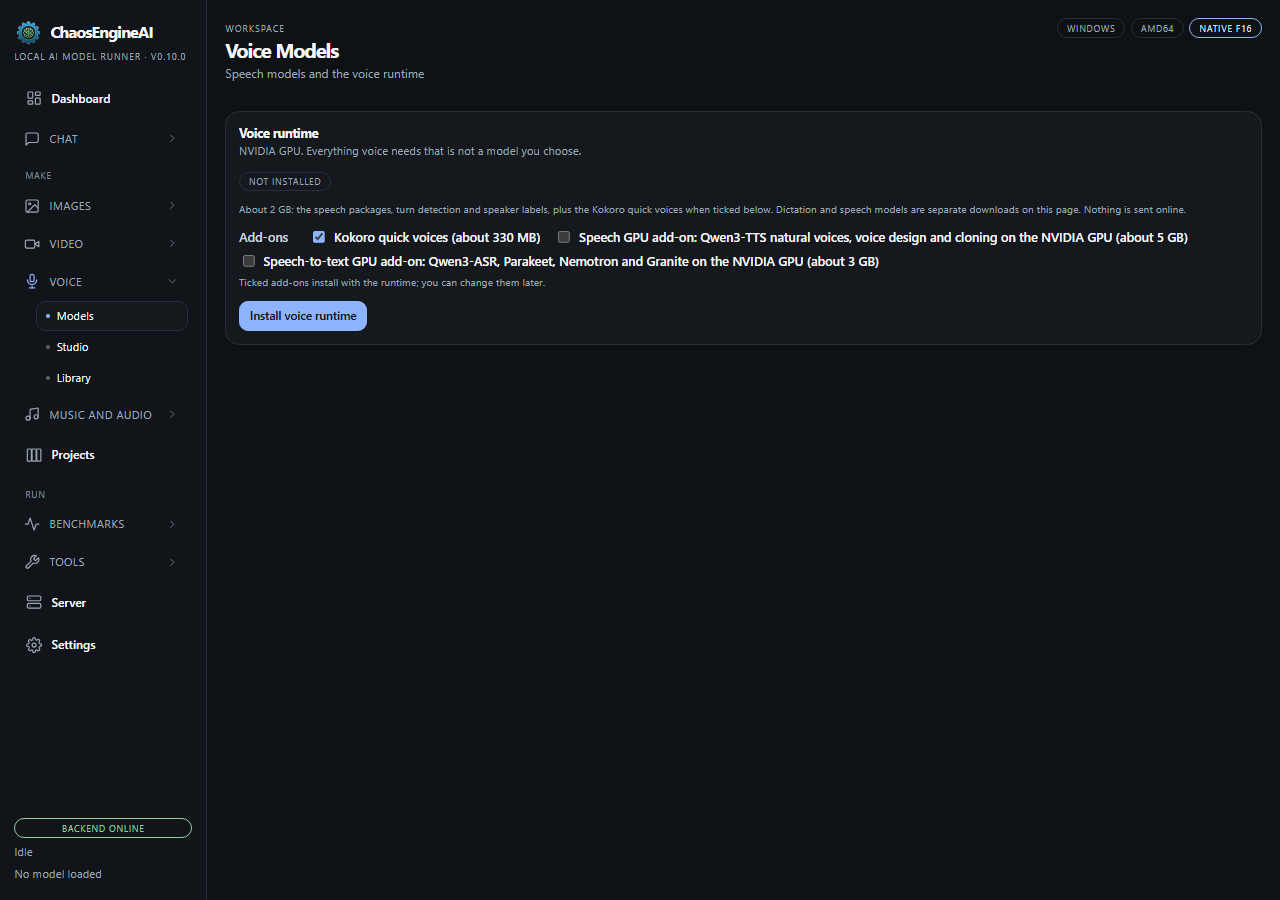 ChaosEngineAI
LOCAL AI MODEL RUNNER · V0.10.0
Dashboard
CHAT
MAKE
IMAGES
VIDEO
VOICE
Models
Studio
Library
MUSIC AND AUDIO
Projects
RUN
BENCHMARKS
TOOLS
Server
Settings
BACKEND ONLINE
Idle
No model loaded
WORKSPACE
Voice Models
Speech models and the voice runtime
WINDOWS
AMD64
NATIVE F16
Voice runtime
NVIDIA GPU. Everything voice needs that is not a model you choose.
NOT INSTALLED
About 2 GB: the speech packages, turn detection and speaker labels, plus the Kokoro quick voices when ticked below. Dictation and speech models are separate downloads on this page. Nothing is sent online.
Add-ons Kokoro quick voices (about 330 MB) Speech GPU add-on: Qwen3-TTS natural voices, voice design and cloning on the NVIDIA GPU (about 5 GB)
Speech-to-text GPU add-on: Qwen3-ASR, Parakeet, Nemotron and Granite on the NVIDIA GPU (about 3 GB)
Ticked add-ons install with the runtime; you can change them later.
Install voice runtime